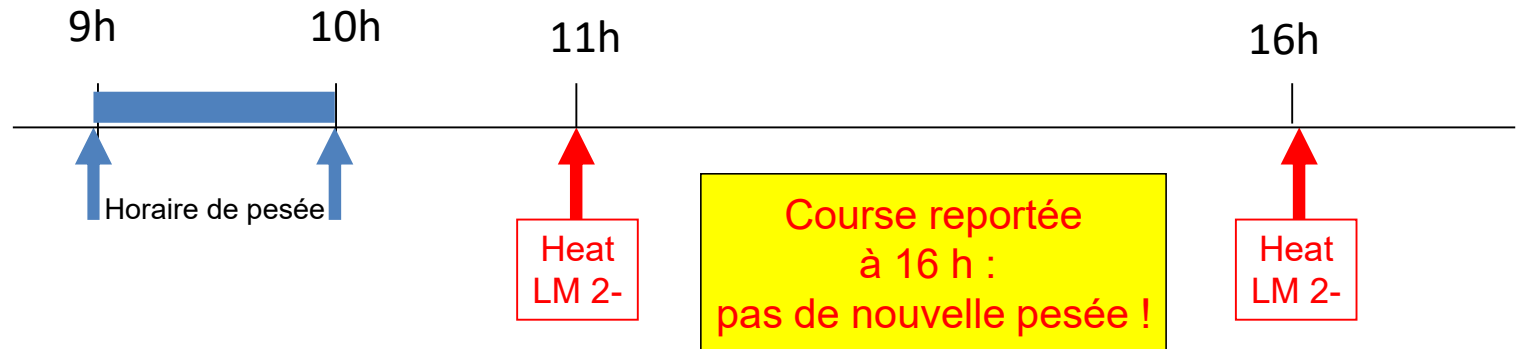 9h
10h
11h
16h
Horaire de pesée
Heat
LM 2-
Course reportée
à 16 h :
pas de nouvelle pesée !
Heat
LM 2-